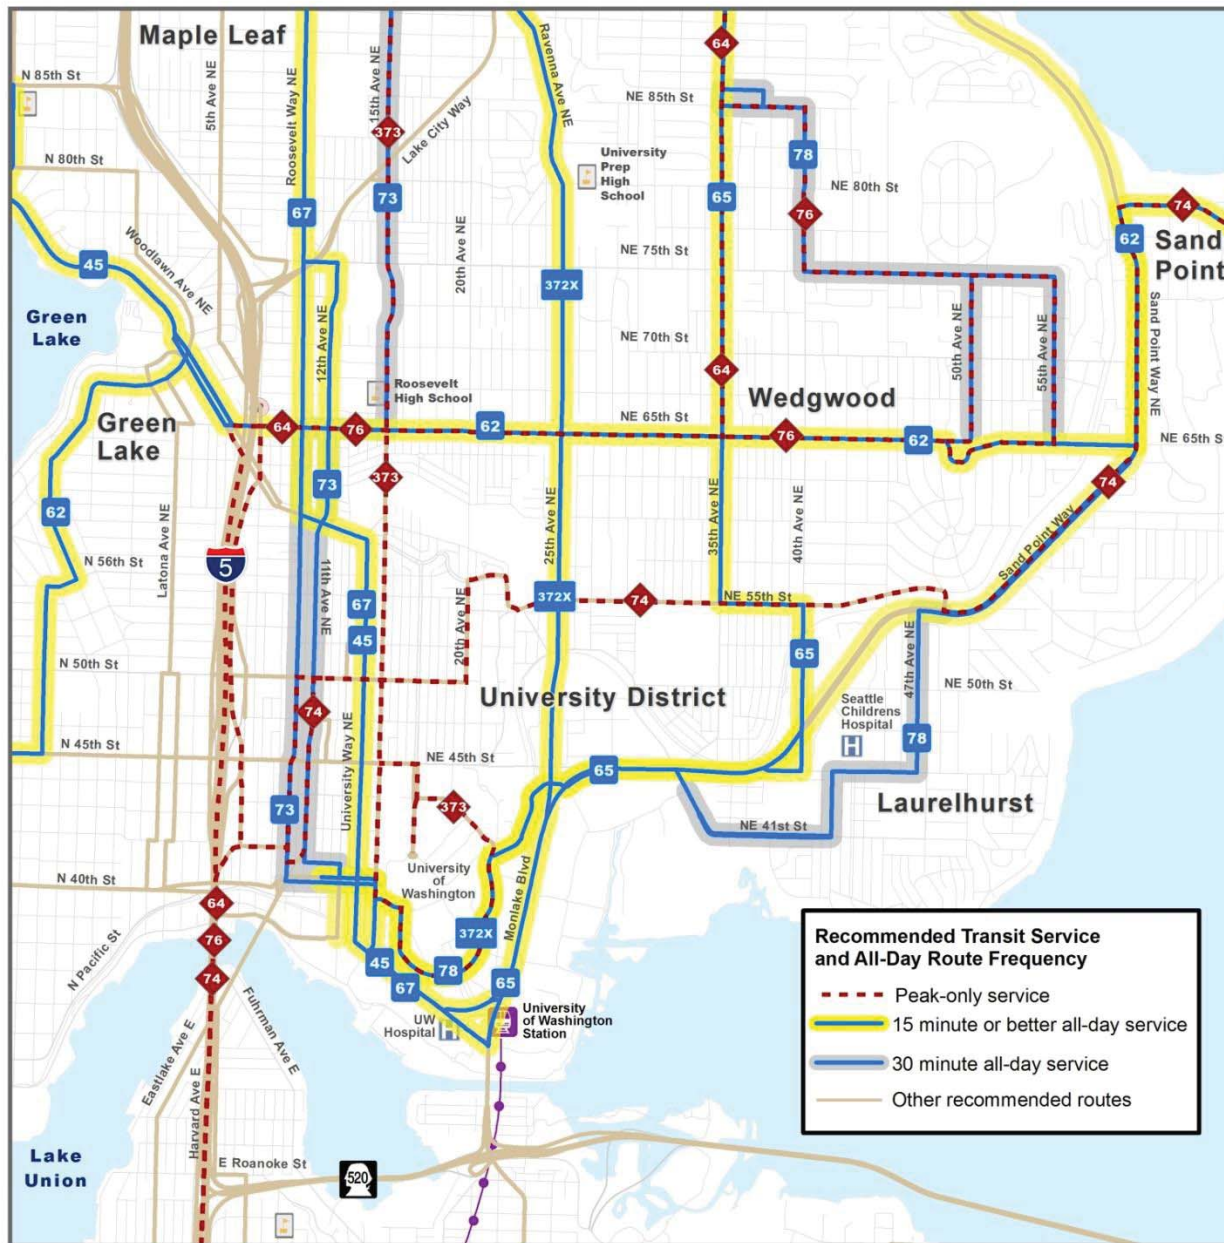 Maple Leaf
N 85th St
5th Ave NE
Roosevelt Way NE
15th Ave NE
Lake City Way
373
Ravenna Ave NE
64
NE 85th St
N 80th St
University
Prep
High
School
78
NE 80th St
67
73
65
76
74
62
Sand
Point
45
Woodlawn Ave NE
20th Ave NE
NE 75th St
372X
Green
Lake
12th Ave NE
NE 70th St
50th Ave NE
55th Ave NE
Sand Point Way NE
64
Roosevelt
High School
Wedgwood
Green
Lake
64
76
62
NE 65th St
76
62
NE 65th S
373
73
74
62
Latona Ave NE
25th Ave NE
35th Ave NE
40th Ave NE
Sand Point Way
N 56th St
5
11th Ave NE
67
45
20th Ave NE
372X
74
NE 55th St
65
47th Ave NE
N 50th St
NE 50th St
University District
Seattle
Childrens
Hospital
H
74
78
N 45th St
University Way NE
NE 45th St
65
73
373
Laurelhurst
NE 41st St
University
of
Washington
N 40th St
64
372X
Monlake Blvd
76
45
78
74
67
65
N Pacific St
Fuhrman Ave E
UW
Hospital
H
University
of Washington
Station
Eastlake Ave E
Harvard Ave E
Lake
Union
E Roanoke St
520
Recommended Transit Service
and All-Day Route Frequency
Peak-only service
15 minute or better all-day service
30 minute all-day service
Other recommended routes